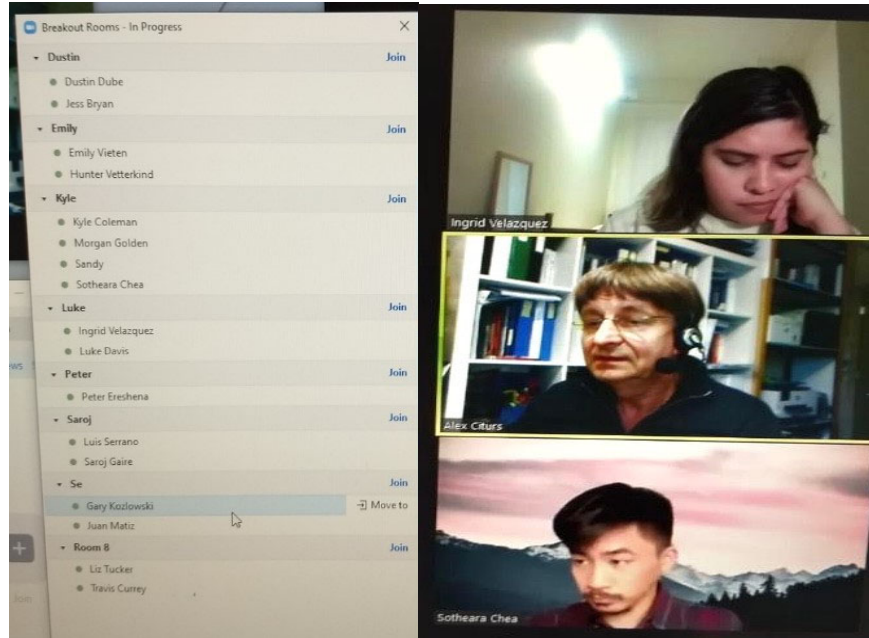 Breakout Rooms - In Progress
Dustin Join
Dustin Dube
Jess Bryan
Emily Join
Emily Vieten
Hunter Vetterkind
Kyle Join
Kyle Coleman
Morgan Golden
Sandy
Sotheara Chea
Luke Join
Ingrid Velazquez
Luke Davis
Peter Join
Peter Ereshena
Saroj Join
Luis Serrano
Saroj Gaire
Se Join
Gary Kozlowski Move to
Juan Matiz
Room 8 Join
Liz Tucker
Travis Currey
Ingrid Velazquez
Alex Citurs
Sotheara Chea